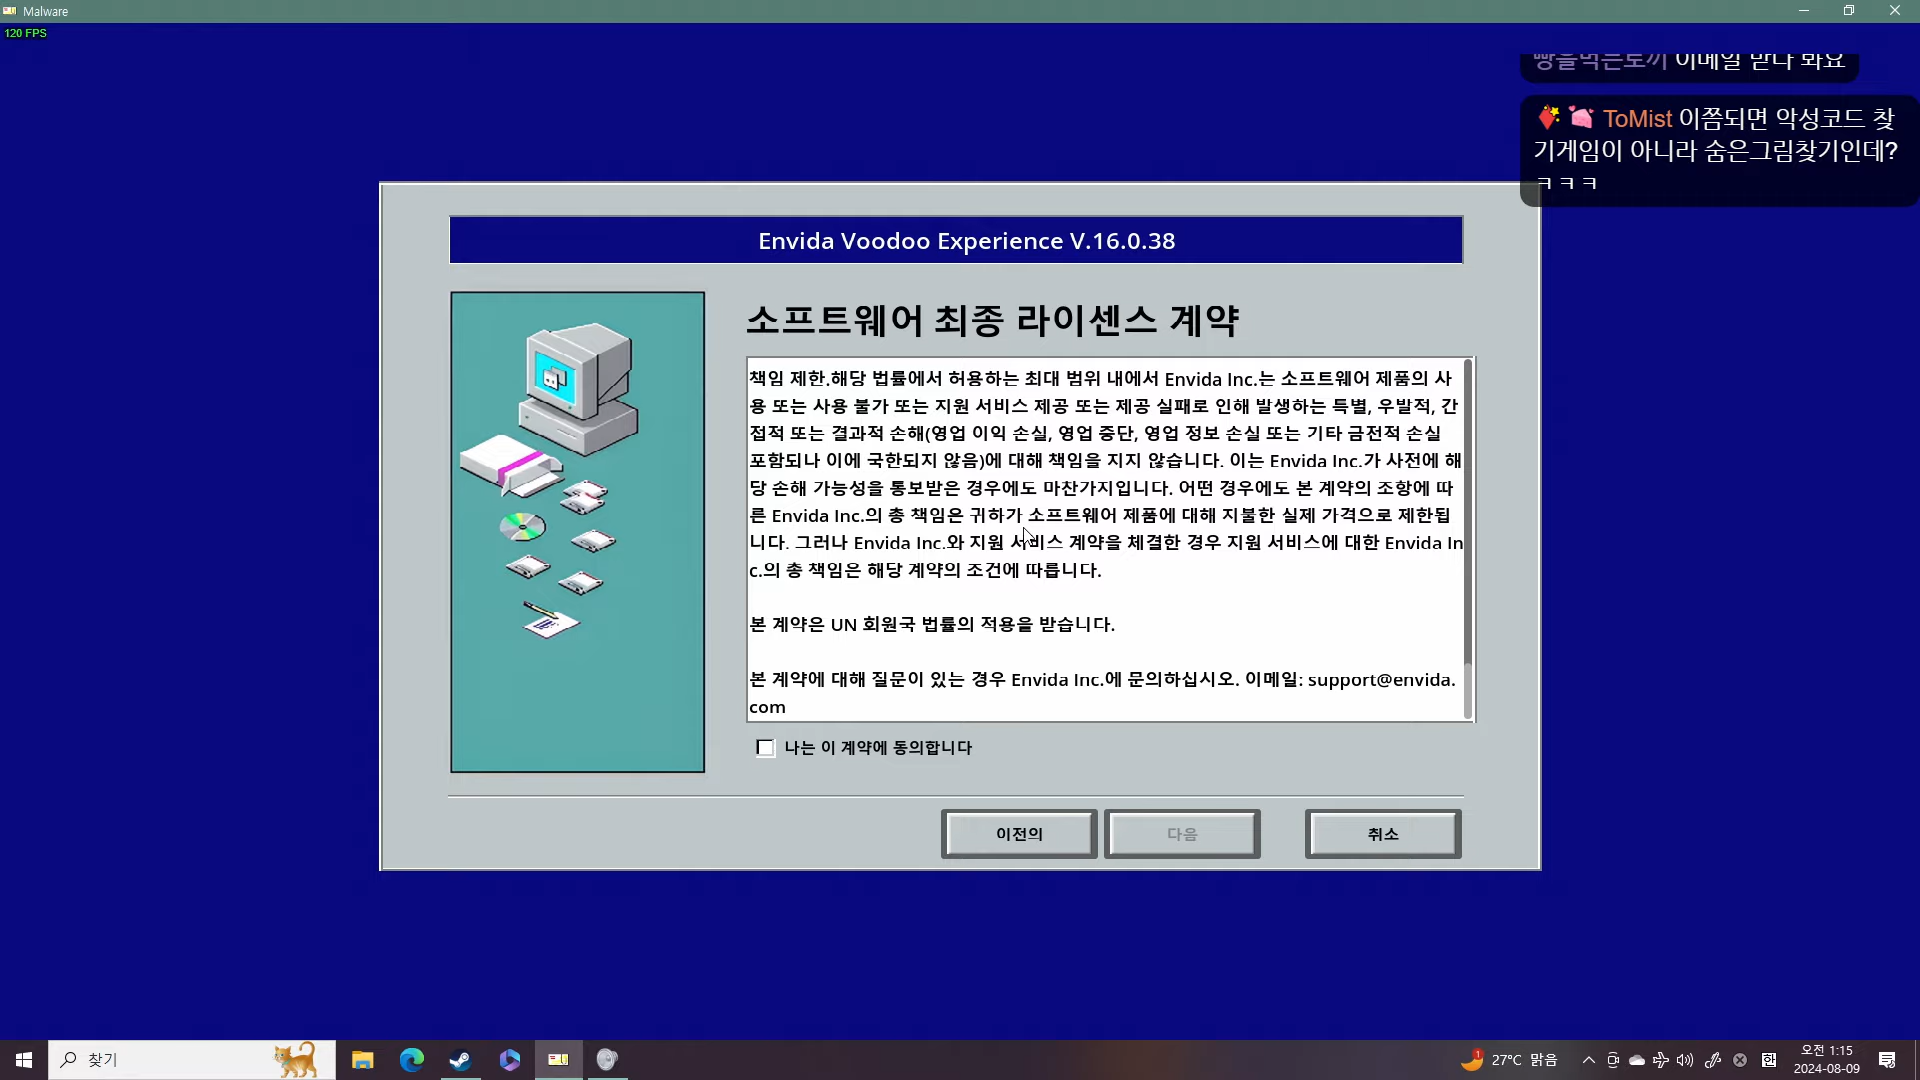 Malware
120 FPS
빵을먹는토끼 이메일 받나 봐요
ToMist 이쯤되면 악성코드 찾
기게임이 아니라 숨은그림찾기인데?
ㅋㅋㅋ
Envida Voodoo Experience V.16.0.38
소프트웨어 최종 라이센스 계약
책임 제한.해당 법률에서 허용하는 최대 범위 내에서 Envida Inc.는 소프트웨어 제품의 사
용 또는 사용 불가 또는 지원 서비스 제공 또는 제공 실패로 인해 발생하는 특별, 우발적, 간
접적 또는 결과적 손해(영업 이익 손실, 영업 중단, 영업 정보 손실 또는 기타 금전적 손실
포함되나 이에 국한되지 않음)에 대해 책임을 지지 않습니다. 이는 Envida Inc.가 사전에 해
당 손해 가능성을 통보받은 경우에도 마찬가지입니다. 어떤 경우에도 본 계약의 조항에 따
른 Envida Inc.의 총 책임은 귀하가 소프트웨어 제품에 대해 지불한 실제 가격으로 제한됩
니다. 그러나 Envida Inc.와 지원 서비스 계약을 체결한 경우 지원 서비스에 대한 Envida In
c.의 총 책임은 해당 계약의 조건에 따릅니다.
본 계약은 UN 회원국 법률의 적용을 받습니다.
본 계약에 대해 질문이 있는 경우 Envida Inc.에 문의하십시오. 이메일: support@envida.
com
나는 이 계약에 동의합니다
이전의
다음
취소
찾기
1
27°C 맑음
한
오전 1:15
2024-08-09